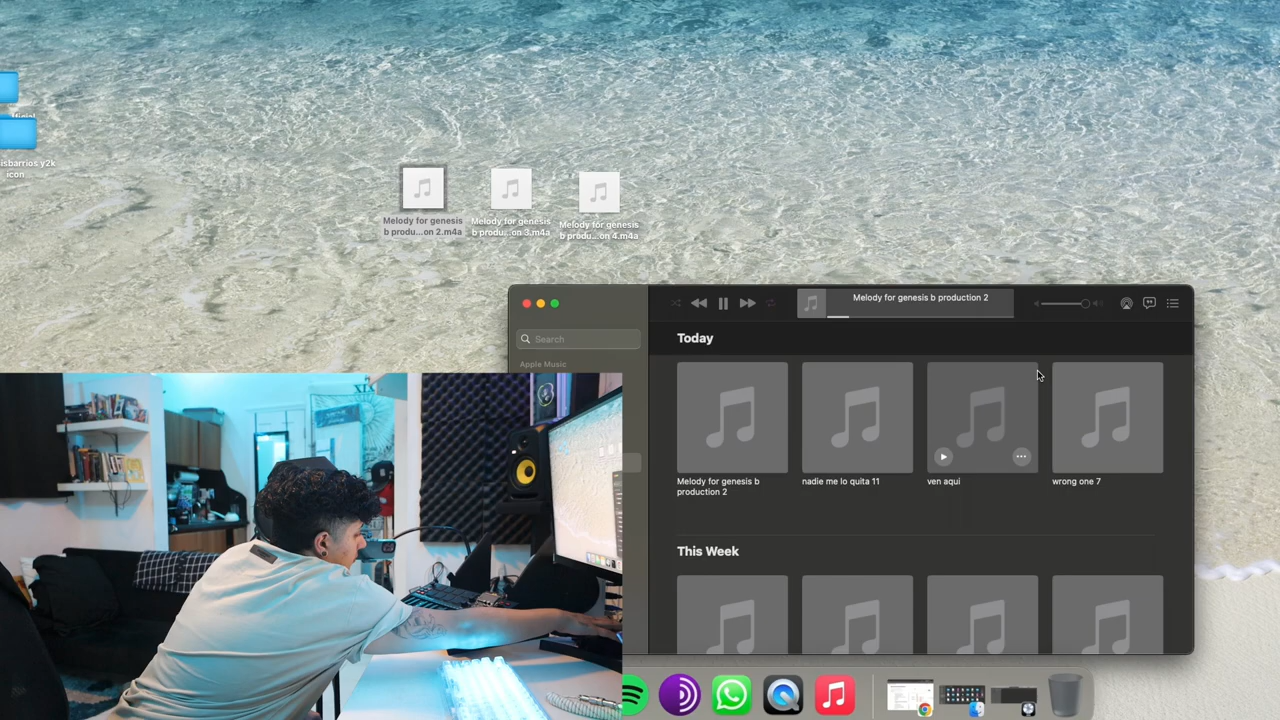 isbarrios y2k
icon...
Melody for genesis
b produ...on 2.m4a
Melody for genesis
b produ...on 3.m4a
Melody for genesis
b produ...on 4.m4a
Melody for genesis b production 2
Search
Apple Music
Today
Melody for genesis b
production 2
nadie me lo quita 11
ven aqui
wrong one 7
This Week